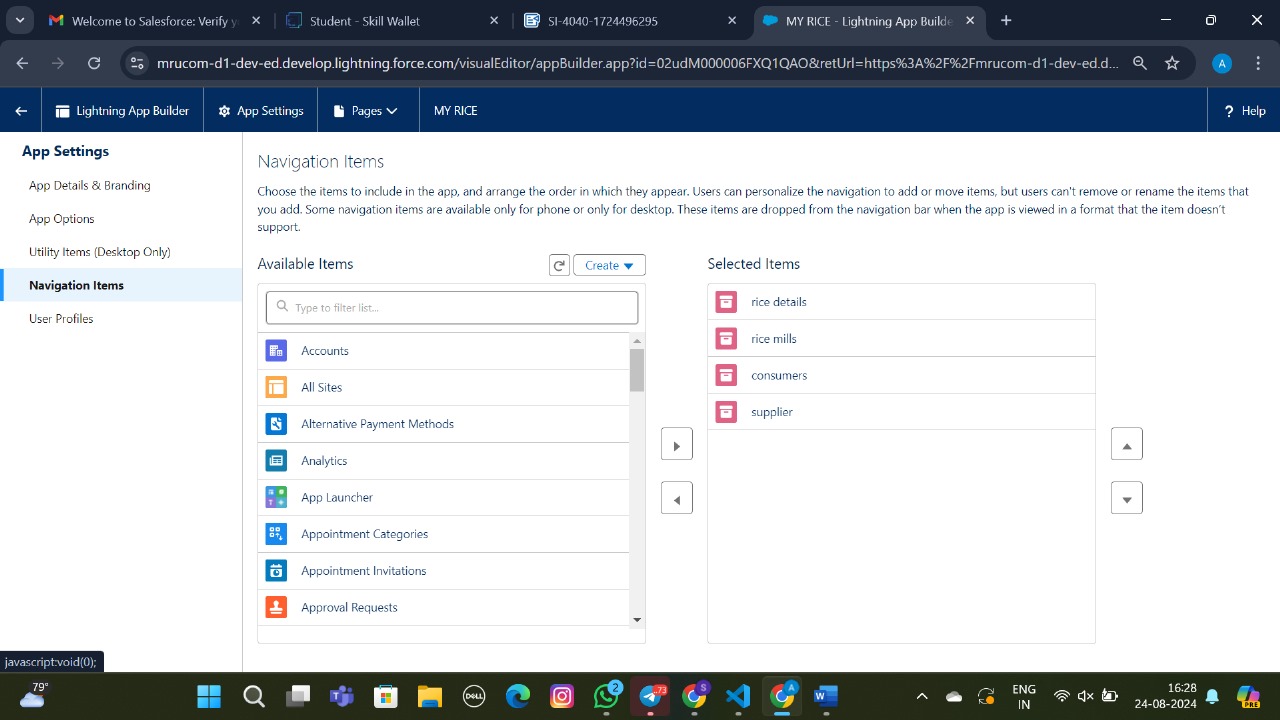 Welcome to Salesforce: Verify y
Student - Skill Wallet
SI-4040-1724496295
MY RICE - Lightning App Builde
mrucom-d1-dev-ed.develop.lightning.force.com/visualEditor/appBuilder.app?id=02udM000006FXQ1QAO&retUrl=https%3A%2F%2Fmrucom-d1-dev-ed.d...
A
Lightning App Builder
App Settings
Pages
MY RICE
? Help
App Settings
App Details & Branding
App Options
Utility Items (Desktop Only)
Navigation Items
User Profiles
Navigation Items
Choose the items to include in the app, and arrange the order in which they appear. Users can personalize the navigation to add or move items, but users can't remove or rename the items that
you add. Some navigation items are available only for phone or only for desktop. These items are dropped from the navigation bar when the app is viewed in a format that the item doesn't
support.
Available Items
Create
Type to filter list...
Accounts
All Sites
Alternative Payment Methods
Analytics
App Launcher
Appointment Categories
Appointment Invitations
Approval Requests
Selected Items
rice details
rice mills
consumers
supplier
javascript:void(0);
79°
DELL
2
73
S
A
W
ENG
IN
16:28
24-08-2024
PRE